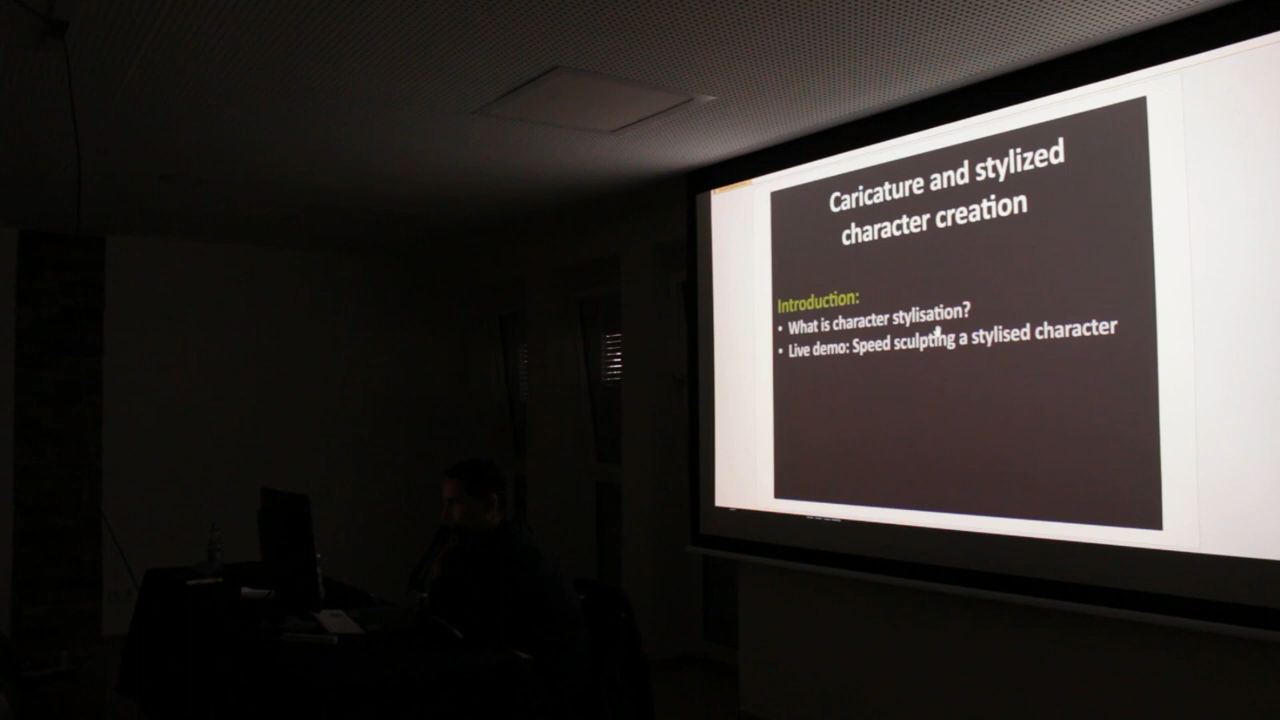 Caricature and stylized
character creation
Introduction:
• What is character stylisation?
• Live demo: Speed sculpting a stylised character